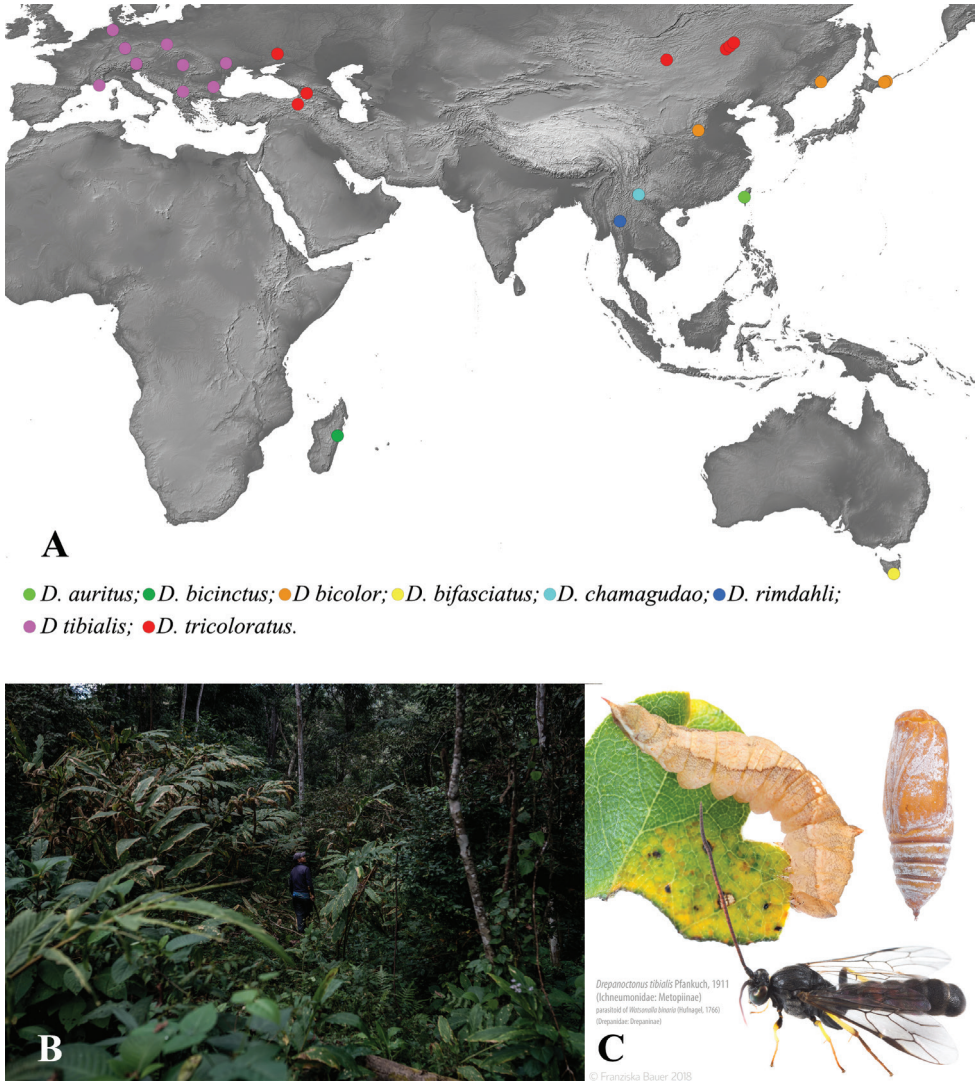 A
D. auritus; D. bicinctus; D bicolor; D. bifasciatus; D. chamagudao; D. rimdahli;
D tibialis; D. tricoloratus.
B
Drepanoctonus tibialis Pfankuch, 1911
(Ichneumonidae: Metopiinae)
parasitoid of Watsonalla binaria (Hufnagel, 1766)
(Drepanidae: Drepaninae)
C
© Franziska Bauer 2018